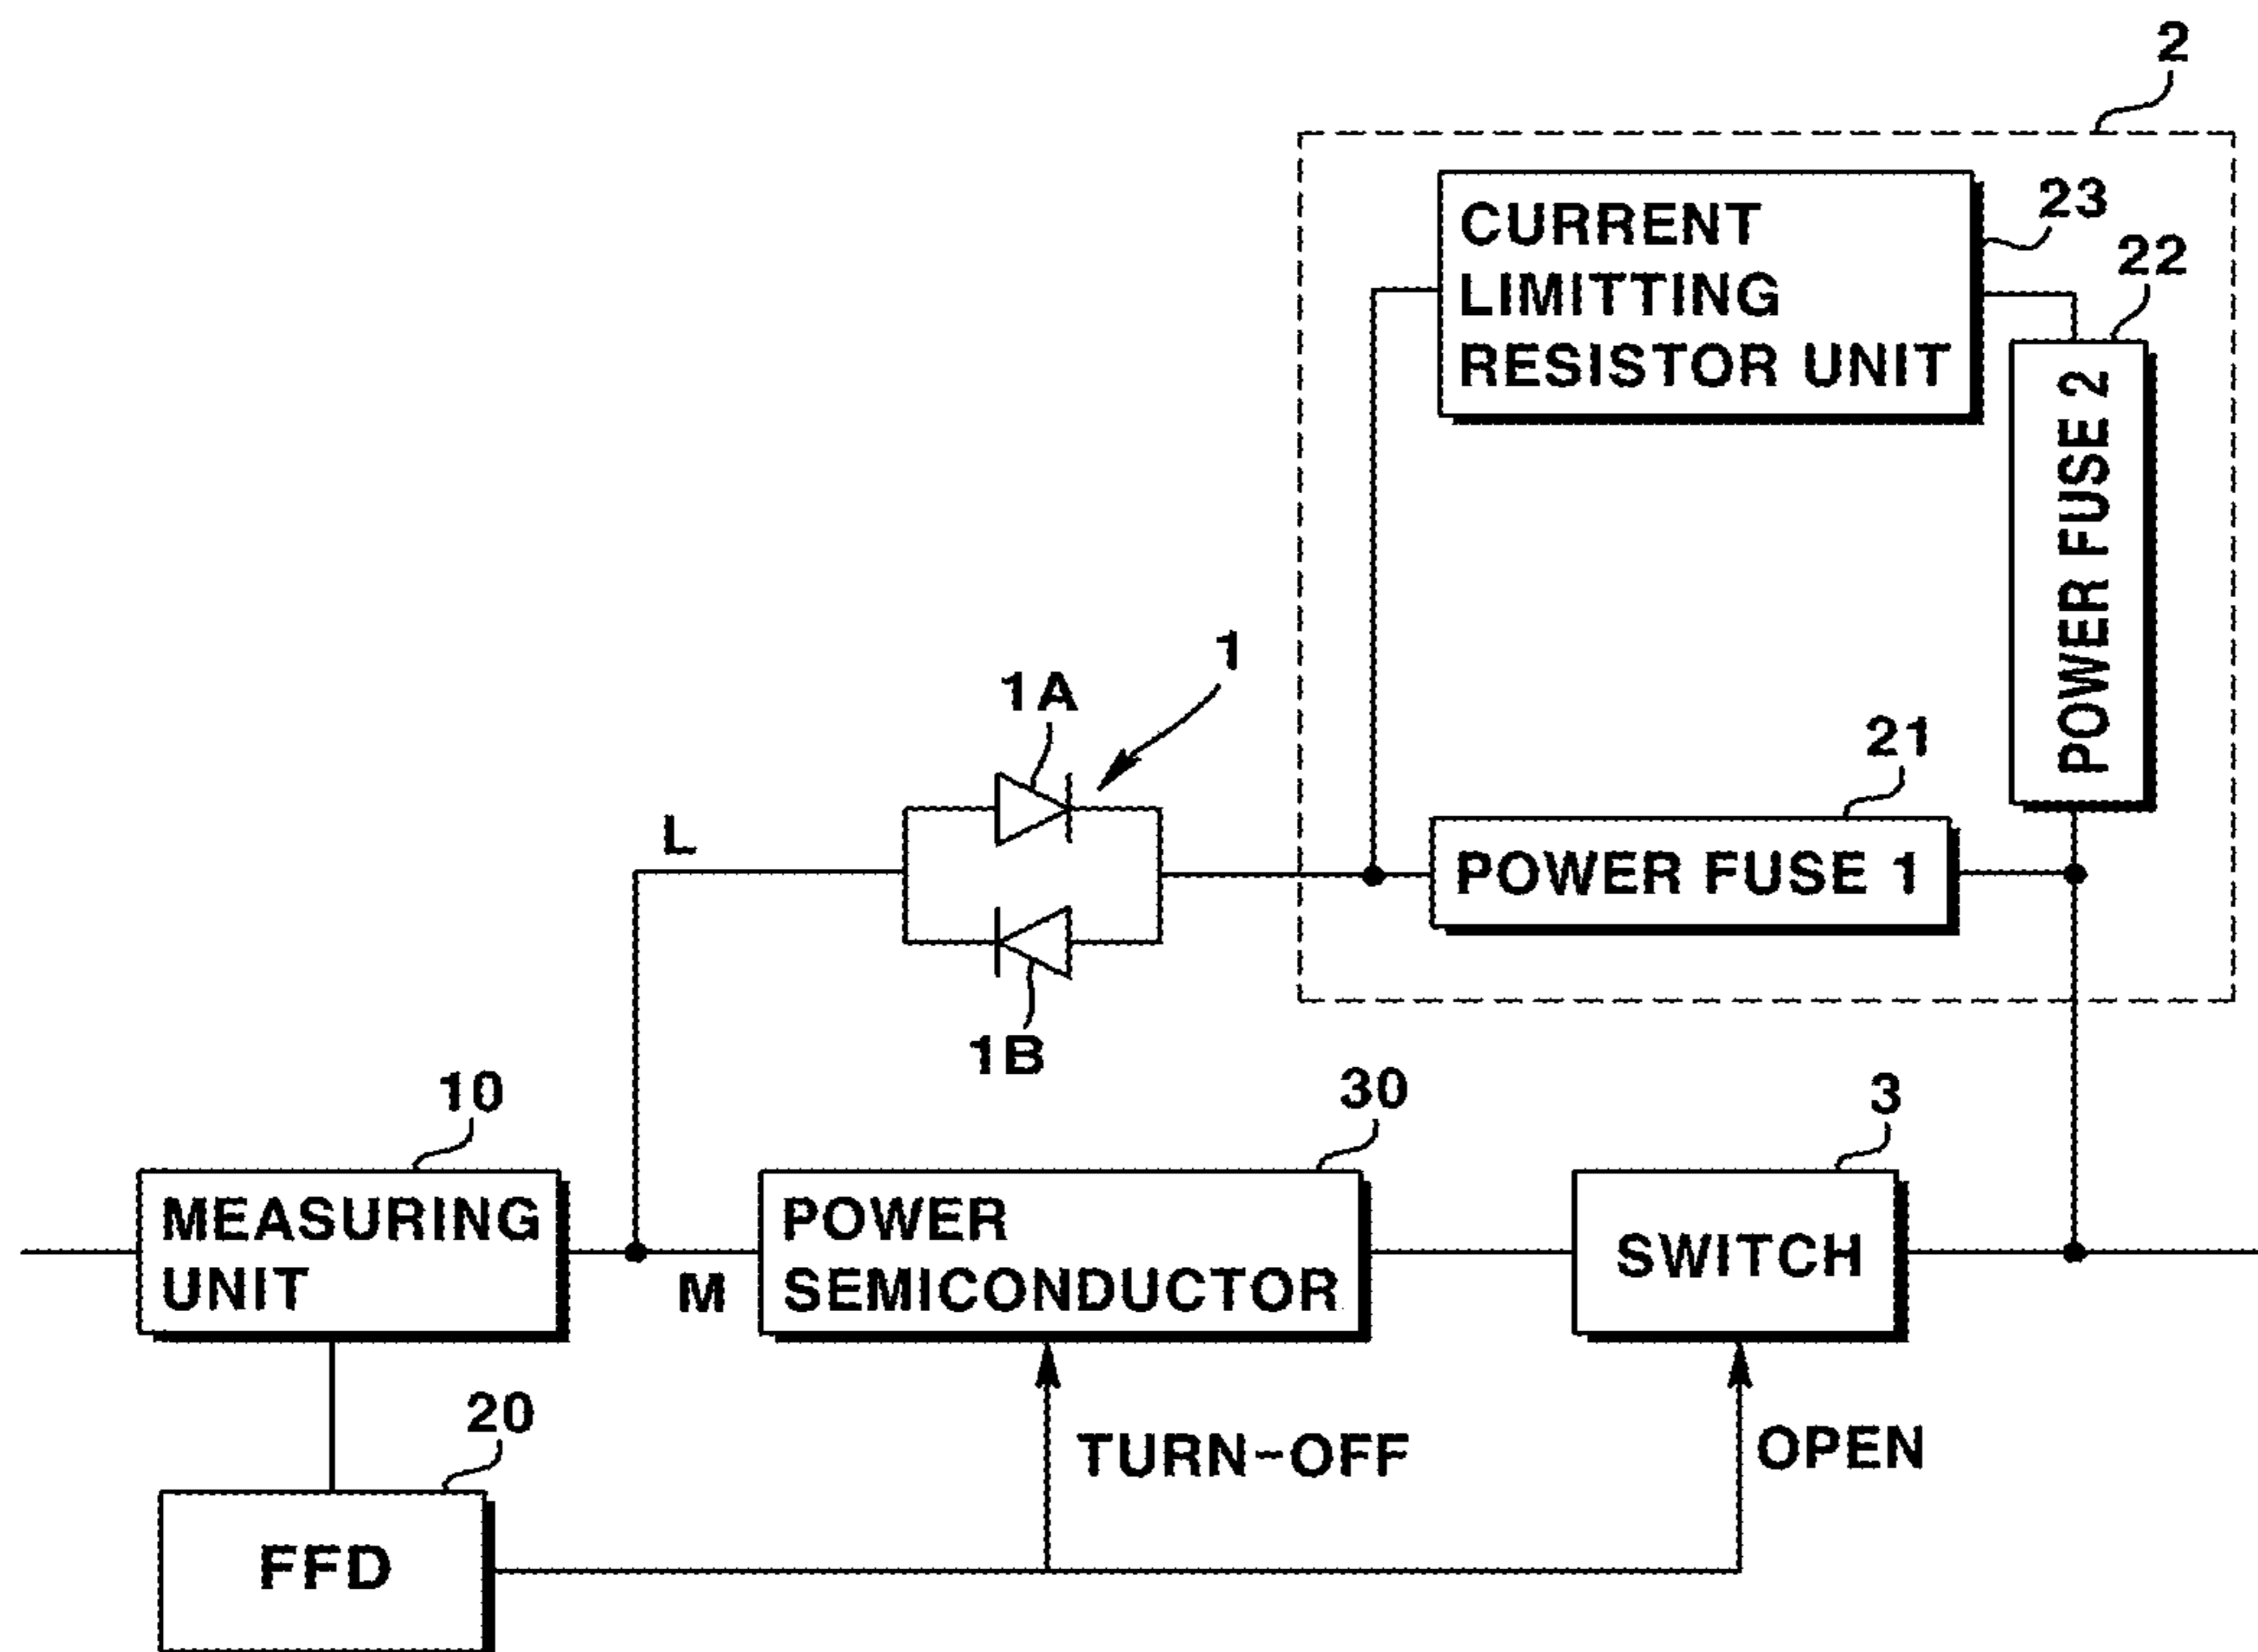 2
CURRENT
LIMITTING
RESISTOR UNIT
23
22
POWER FUSE 2
1
1A
21
L
POWER FUSE 1
1B
10
30
3
MEASURING
UNIT
M
POWER
SEMICONDUCTOR
SWITCH
20
TURN-OFF
OPEN
FFD